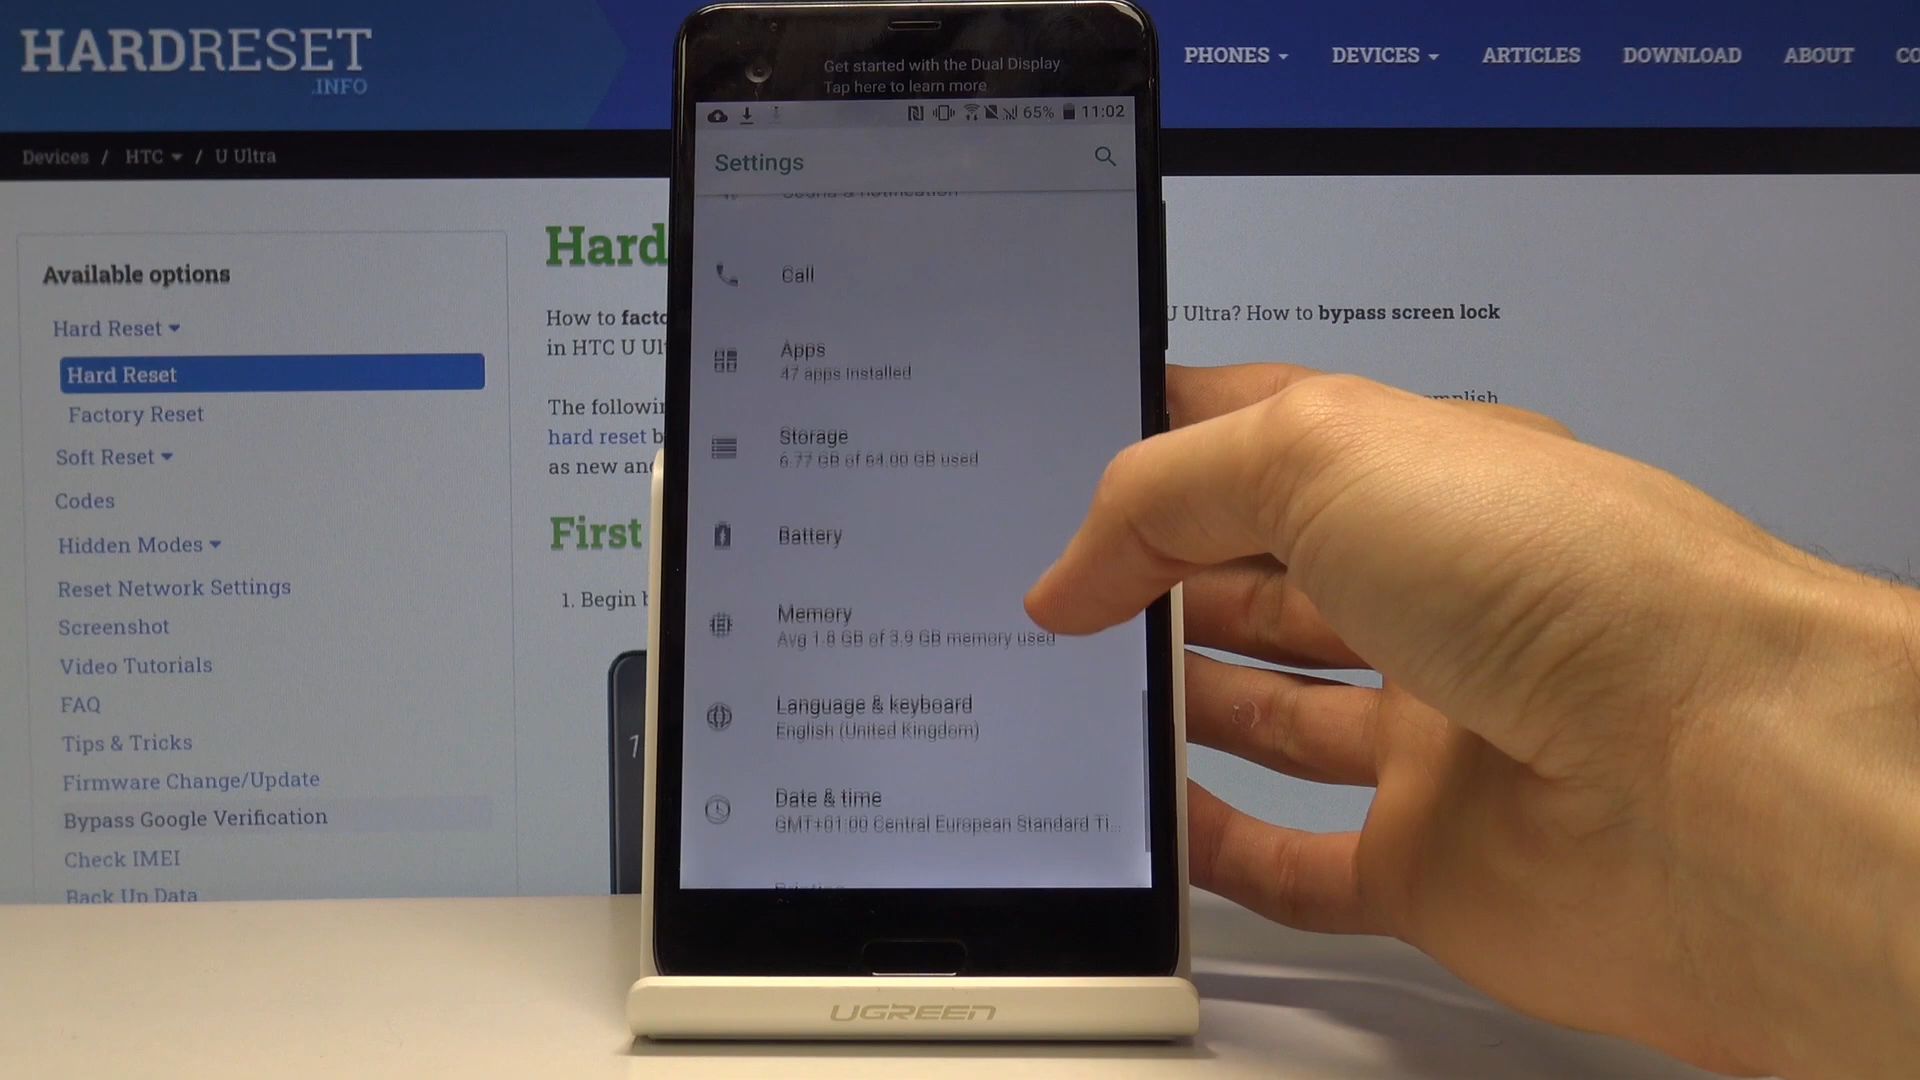 HARDRESET
.INFO
PHONES
DEVICES
ARTICLES
DOWNLOAD
ABOUT
Devices / HTC / U Ultra
Available options
Hard Reset
Hard Reset
Factory Reset
Soft Reset
Codes
Hidden Modes
Reset Network Settings
Screenshot
Video Tutorials
FAQ
Tips & Tricks
Firmware Change/Update
Bypass Google Verification
Check IMEI
Back Up Data
Hard
How to
in HTC U
U Ultra? How to bypass screen lock
The
hard reset
as new
First
1. Begin
7
Get started with the Dual Display
Tap here to learn more
65% 11:02
Settings
Sound & notification
Call
Apps
47 apps installed
Storage
6.77 GB of 64.00 GB used
Battery
Memory
Avg 1.8 GB of 3.9 GB memory used
Language & keyboard
English (United Kingdom)
Date & time
GMT+01:00 Central European Standard Ti...
UGREEN